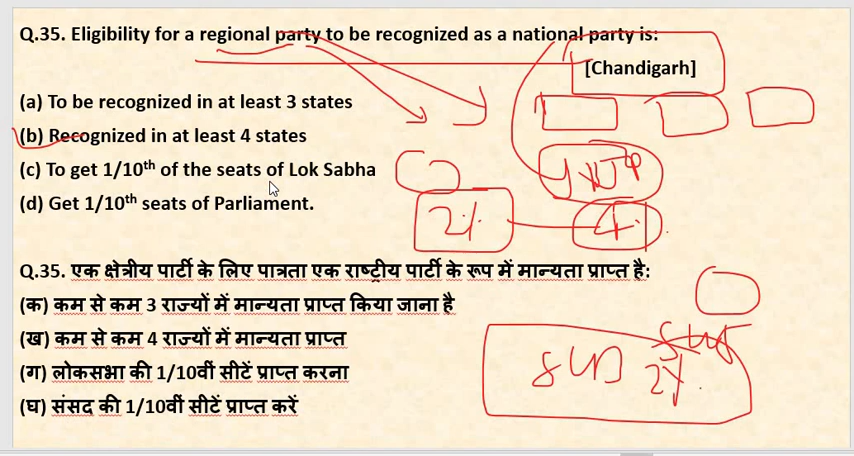 Q.35. Eligibility for a regional party to be recognized as a national party is:
[Chandigarh]
(a) To be recognized in at least 3 states
(b) Recognized in at least 4 states
(c) To get 1/10th of the seats of Lok Sabha
(d) Get 1/10th seats of Parliament.
2%
4
Q.35. एक क्षेत्रीय पार्टी के लिए पात्रता एक राष्ट्रीय पार्टी के रूप में मान्यता प्राप्त है:
(क) कम से कम 3 राज्यों में मान्यता प्राप्त किया जाना है
(ख) कम से कम 4 राज्यों में मान्यता प्राप्त
(ग) लोकसभा की 1/10वीं सीटें प्राप्त करना
(घ) संसद की 1/10वीं सीटें प्राप्त करें